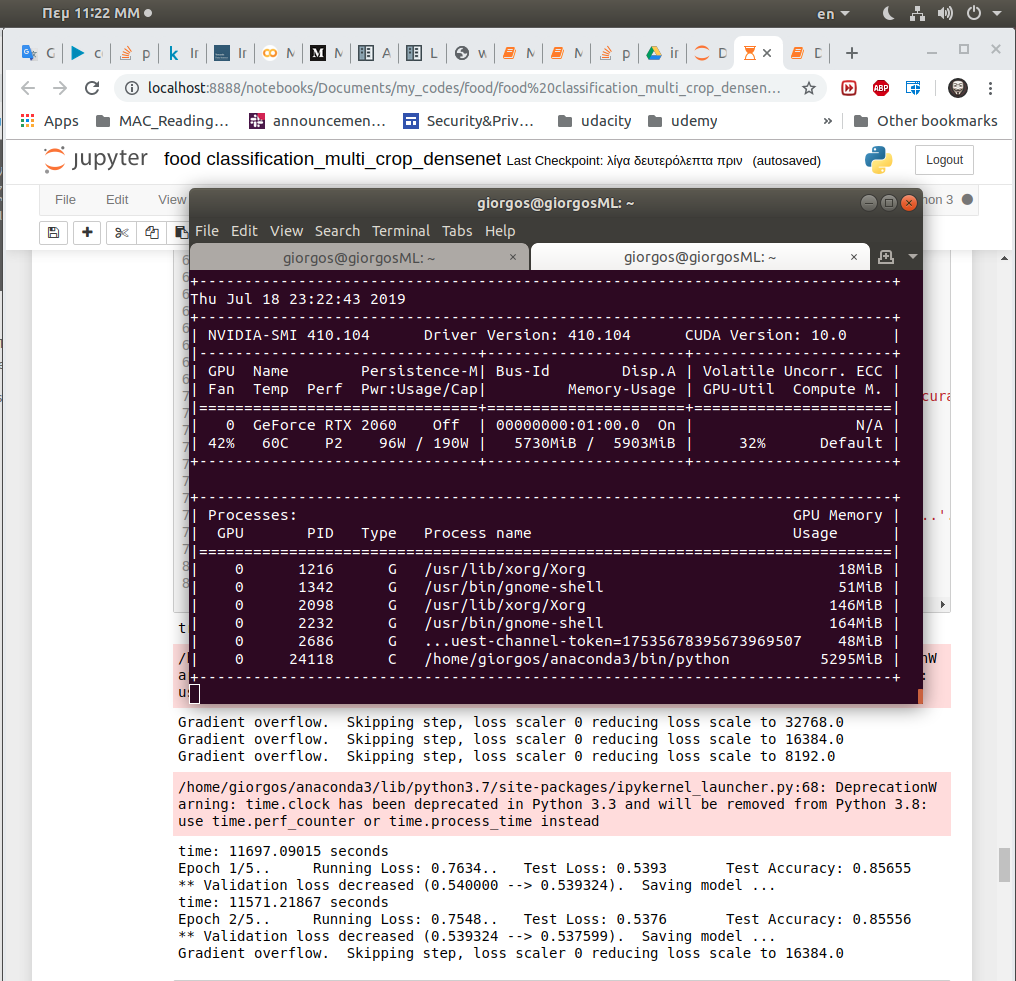 Πεμ 11:22 ΜΜ
en
localhost:8888/notebooks/Documents/my_codes/food/food%20classification_multi_crop_densen...
ABP
Apps MAC_Reading... announcemen... Security&Priv... udacity udemy » Other bookmarks
jupyter food classification_multi_crop_densenet Last Checkpoint: λίγα δευτερόλεπτα πριν (autosaved) Logout
File Edit View
giorgos@giorgosML: ~
File Edit View Search Terminal Tabs Help
giorgos@giorgosML: ~ × giorgos@giorgosML: ~ ×
+-----------------------------------------------------------------------------+
Thu Jul 18 23:22:43 2019
+-----------------------------------------------------------------------------+
| NVIDIA-SMI 410.104 Driver Version: 410.104 CUDA Version: 10.0 |
|-------------------------------+----------------------+----------------------+
| GPU Name Persistence-M| Bus-Id Disp.A | Volatile Uncorr. ECC |
| Fan Temp Perf Pwr:Usage/Cap| Memory-Usage | GPU-Util Compute M. |
|===============================+======================+======================|
| 0 GeForce RTX 2060 Off | 00000000:01:00.0 On | N/A |
| 42% 60C P2 96W / 190W | 5730MiB / 5903MiB | 32% Default |
+-------------------------------+----------------------+----------------------+
+-----------------------------------------------------------------------------+
| Processes: GPU Memory |
| GPU PID Type Process name Usage |
|=============================================================================|
| 0 1216 G /usr/lib/xorg/Xorg 18MiB |
| 0 1342 G /usr/bin/gnome-shell 51MiB |
| 0 2098 G /usr/lib/xorg/Xorg 146MiB |
| 0 2232 G /usr/bin/gnome-shell 164MiB |
| 0 2686 G ...uest-channel-token=17535678395673969507 48MiB |
| 0 24118 C /home/giorgos/anaconda3/bin/python 5295MiB |
+-----------------------------------------------------------------------------+
Gradient overflow. Skipping step, loss scaler 0 reducing loss scale to 32768.0
Gradient overflow. Skipping step, loss scaler 0 reducing loss scale to 16384.0
Gradient overflow. Skipping step, loss scaler 0 reducing loss scale to 8192.0
/home/giorgos/anaconda3/lib/python3.7/site-packages/ipykernel_launcher.py:68: DeprecationW
arning: time.clock has been deprecated in Python 3.3 and will be removed from Python 3.8:
use time.perf_counter or time.process_time instead
time: 11697.09015 seconds
Epoch 1/5.. Running Loss: 0.7634.. Test Loss: 0.5393 Test Accuracy: 0.85655
** Validation loss decreased (0.540000 --> 0.539324). Saving model ...
time: 11571.21867 seconds
Epoch 2/5.. Running Loss: 0.7548.. Test Loss: 0.5376 Test Accuracy: 0.85556
** Validation loss decreased (0.539324 --> 0.537599). Saving model ...
Gradient overflow. Skipping step, loss scaler 0 reducing loss scale to 16384.0